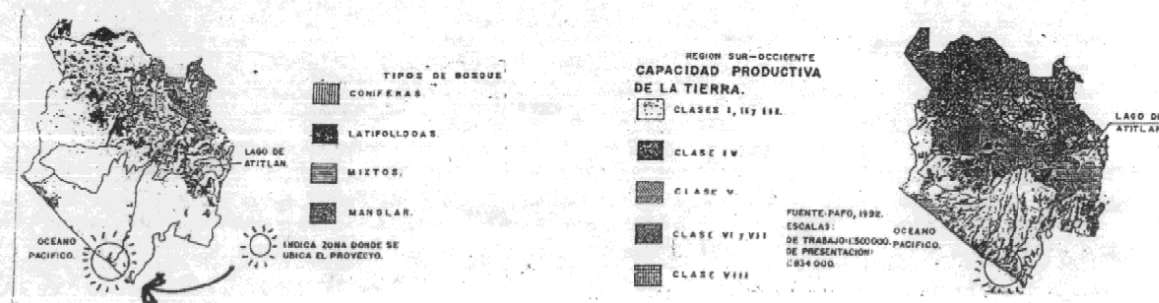 TIPOS DE BOSQUE
CONIFERAS.
LATIFOLIADAS.
MIXTOS.
MANGLAR.
LAGO DE
ATITLAN.
OCEANO
PACIFICO.
INDICA ZONA DONDE SE
UBICA EL PROYECTO.
REGION SUR-OCCIDENTE
CAPACIDAD PRODUCTIVA
DE LA TIERRA.
CLASES I, II y III.
CLASE IV.
CLASE V.
CLASE VI y VII
CLASE VIII
FUENTE: PAFG, 1992.
ESCALAS:
DE TRABAJO: 1:500000.
DE PRESENTACION:
834 000.
OCEANO
PACIFICO.
LAGO DE
ATITLAN